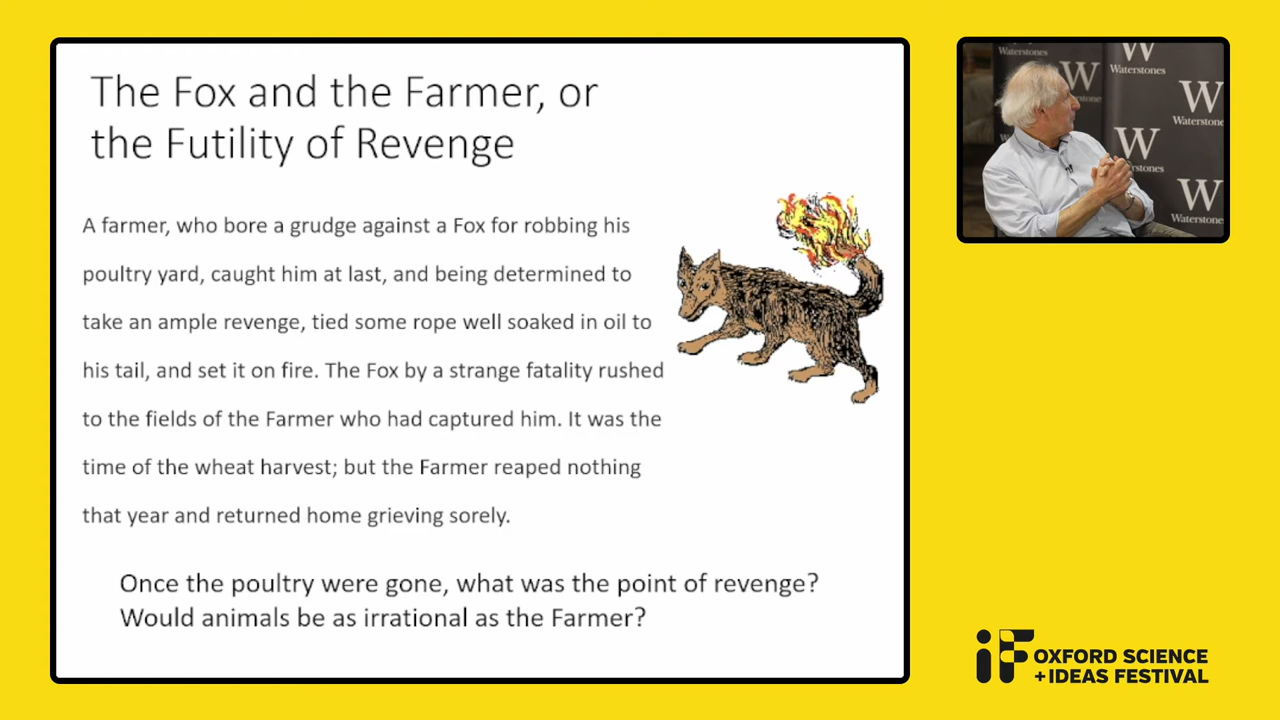 The Fox and the Farmer, or
the Futility of Revenge
A farmer, who bore a grudge against a Fox for robbing his
poultry yard, caught him at last, and being determined to
take an ample revenge, tied some rope well soaked in oil to
his tail, and set it on fire. The Fox by a strange fatality rushed
to the fields of the Farmer who had captured him. It was the
time of the wheat harvest; but the Farmer reaped nothing
that year and returned home grieving sorely.
Once the poultry were gone, what was the point of revenge?
Would animals be as irrational as the Farmer?
Waterstones
W
Waterstones
W
W
Waterstones
W
W
Waterstones
iF
OXFORD SCIENCE
+IDEAS FESTIVAL